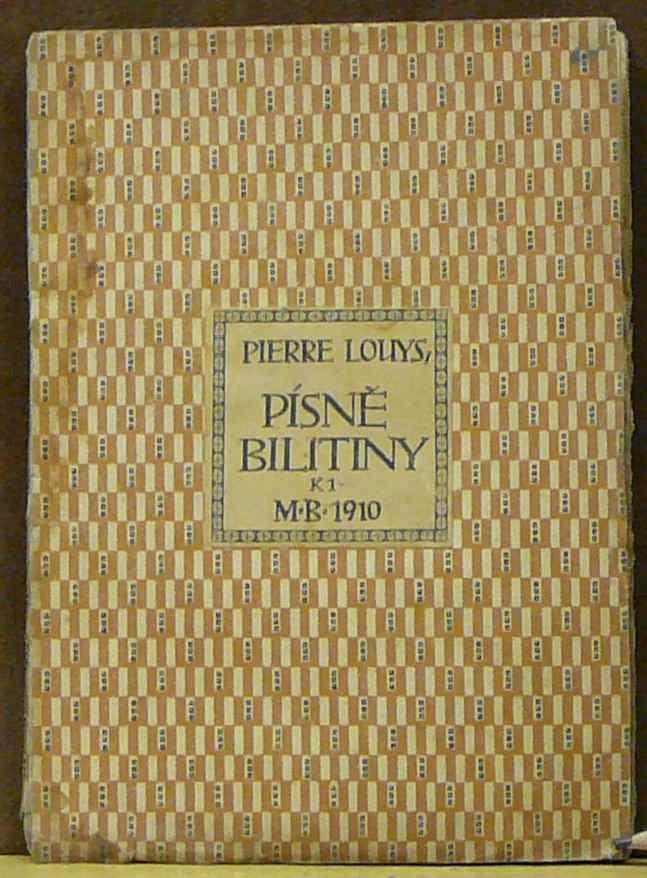 PIERRE LOUYS,
PÍSNĚ
BILITINY
K 1·-
M·B·1910